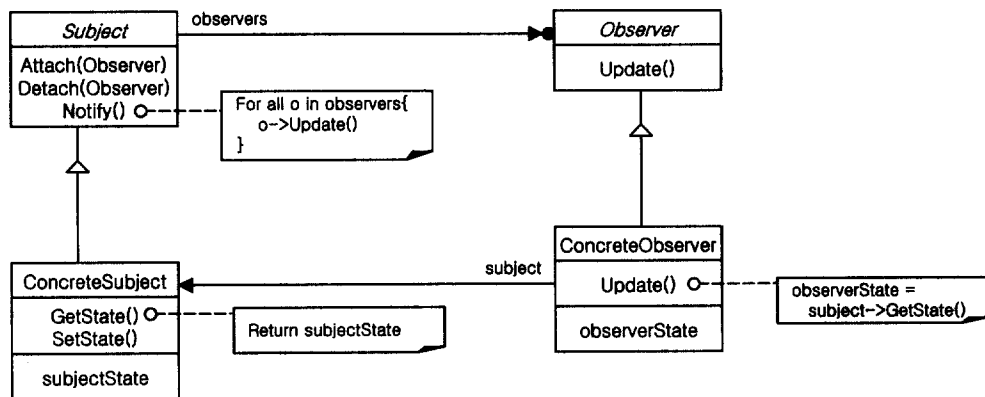 Subject
observers
Observer
Attach(Observer)
Detach(Observer)
Notify()
Update()
For all o in observers{
o->Update()
}
ConcreteSubject
GetState()
SetState()
subjectState
Return subjectState
subject
ConcreteObserver
Update()
observerState
observerState =
subject->GetState()